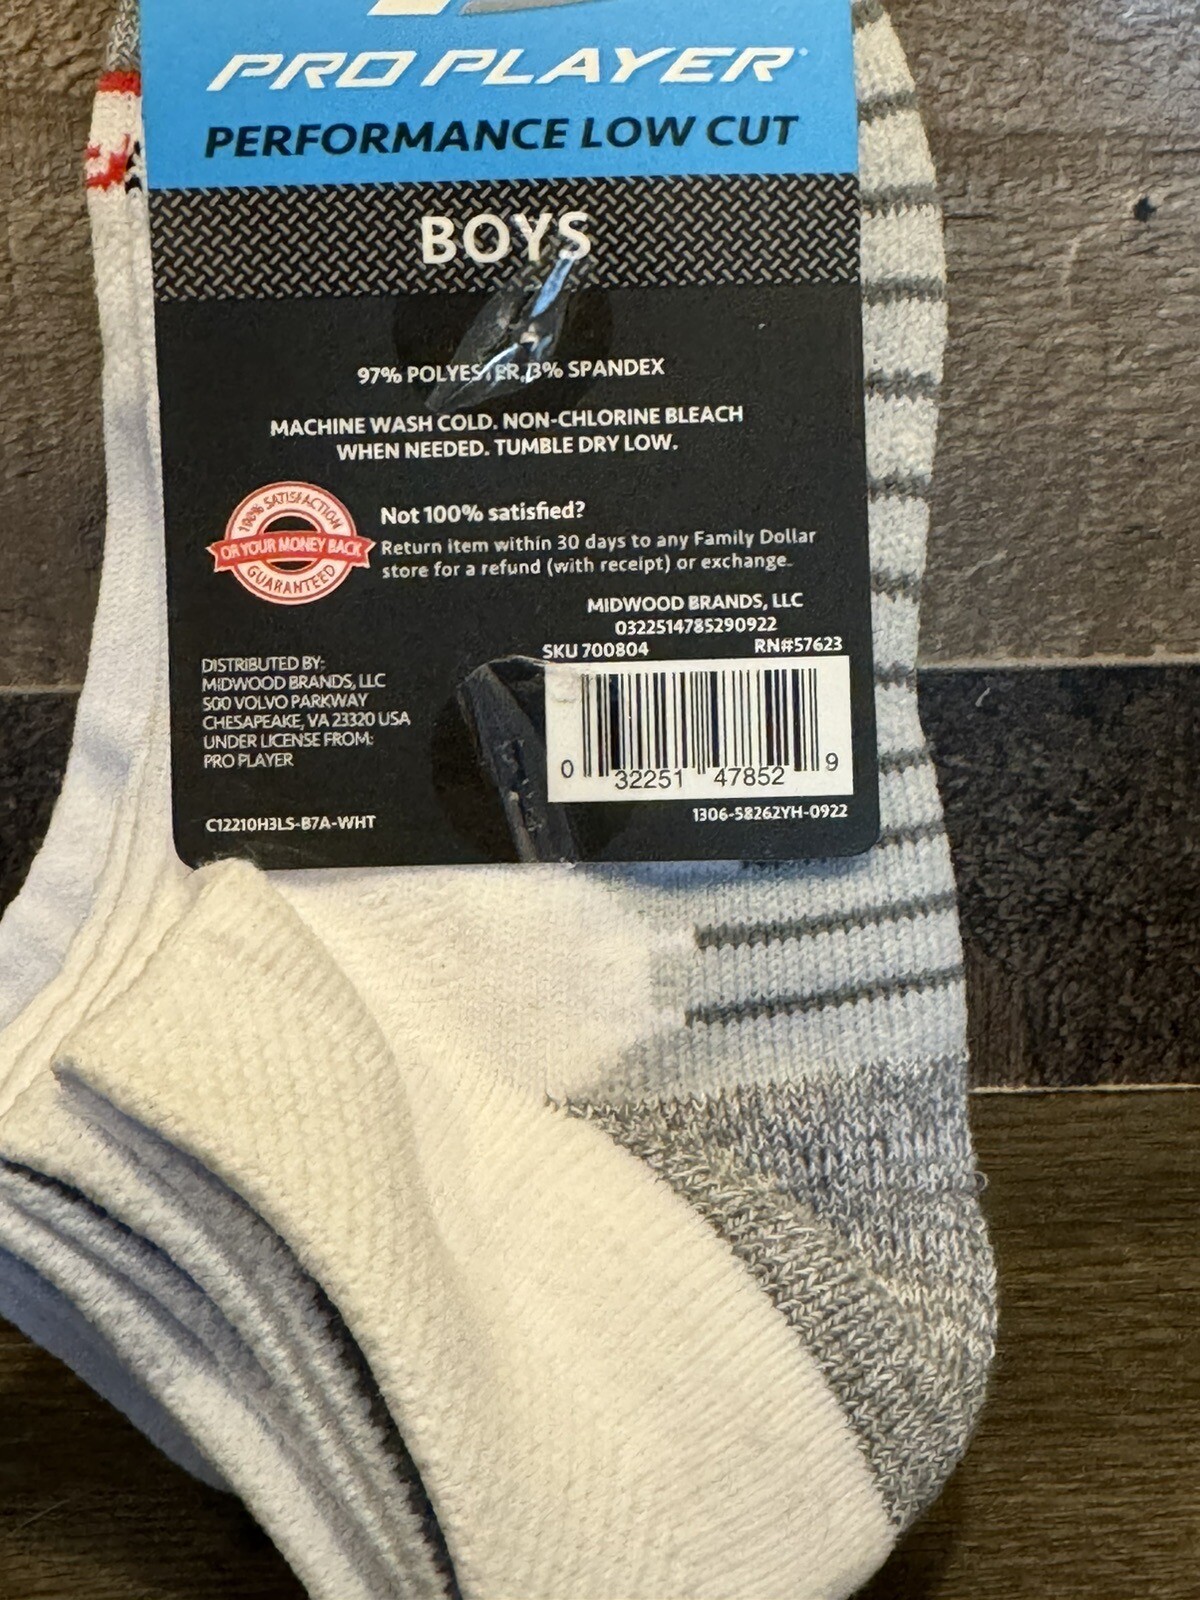 PRO PLAYER
PERFORMANCE LOW CUT
BOYS
97% POLYESTER, 3% SPANDEX
MACHINE WASH COLD. NON-CHLORINE BLEACH
WHEN NEEDED. TUMBLE DRY LOW.
100% SATISFACTION
OR YOUR MONEY BACK
GUARANTEED
Not 100% satisfied?
Return item within 30 days to any Family Dollar
store for a refund (with receipt) or exchange.
MIDWOOD BRANDS, LLC
0322514785290922
SKU 700804 RN#57623
DISTRIBUTED BY:
MIDWOOD BRANDS, LLC
500 VOLVO PARKWAY
CHESAPEAKE, VA 23320 USA
UNDER LICENSE FROM:
PRO PLAYER
0 32251 47852 9
C12210H3LS-B7A-WHT
1306-58262YH-0922